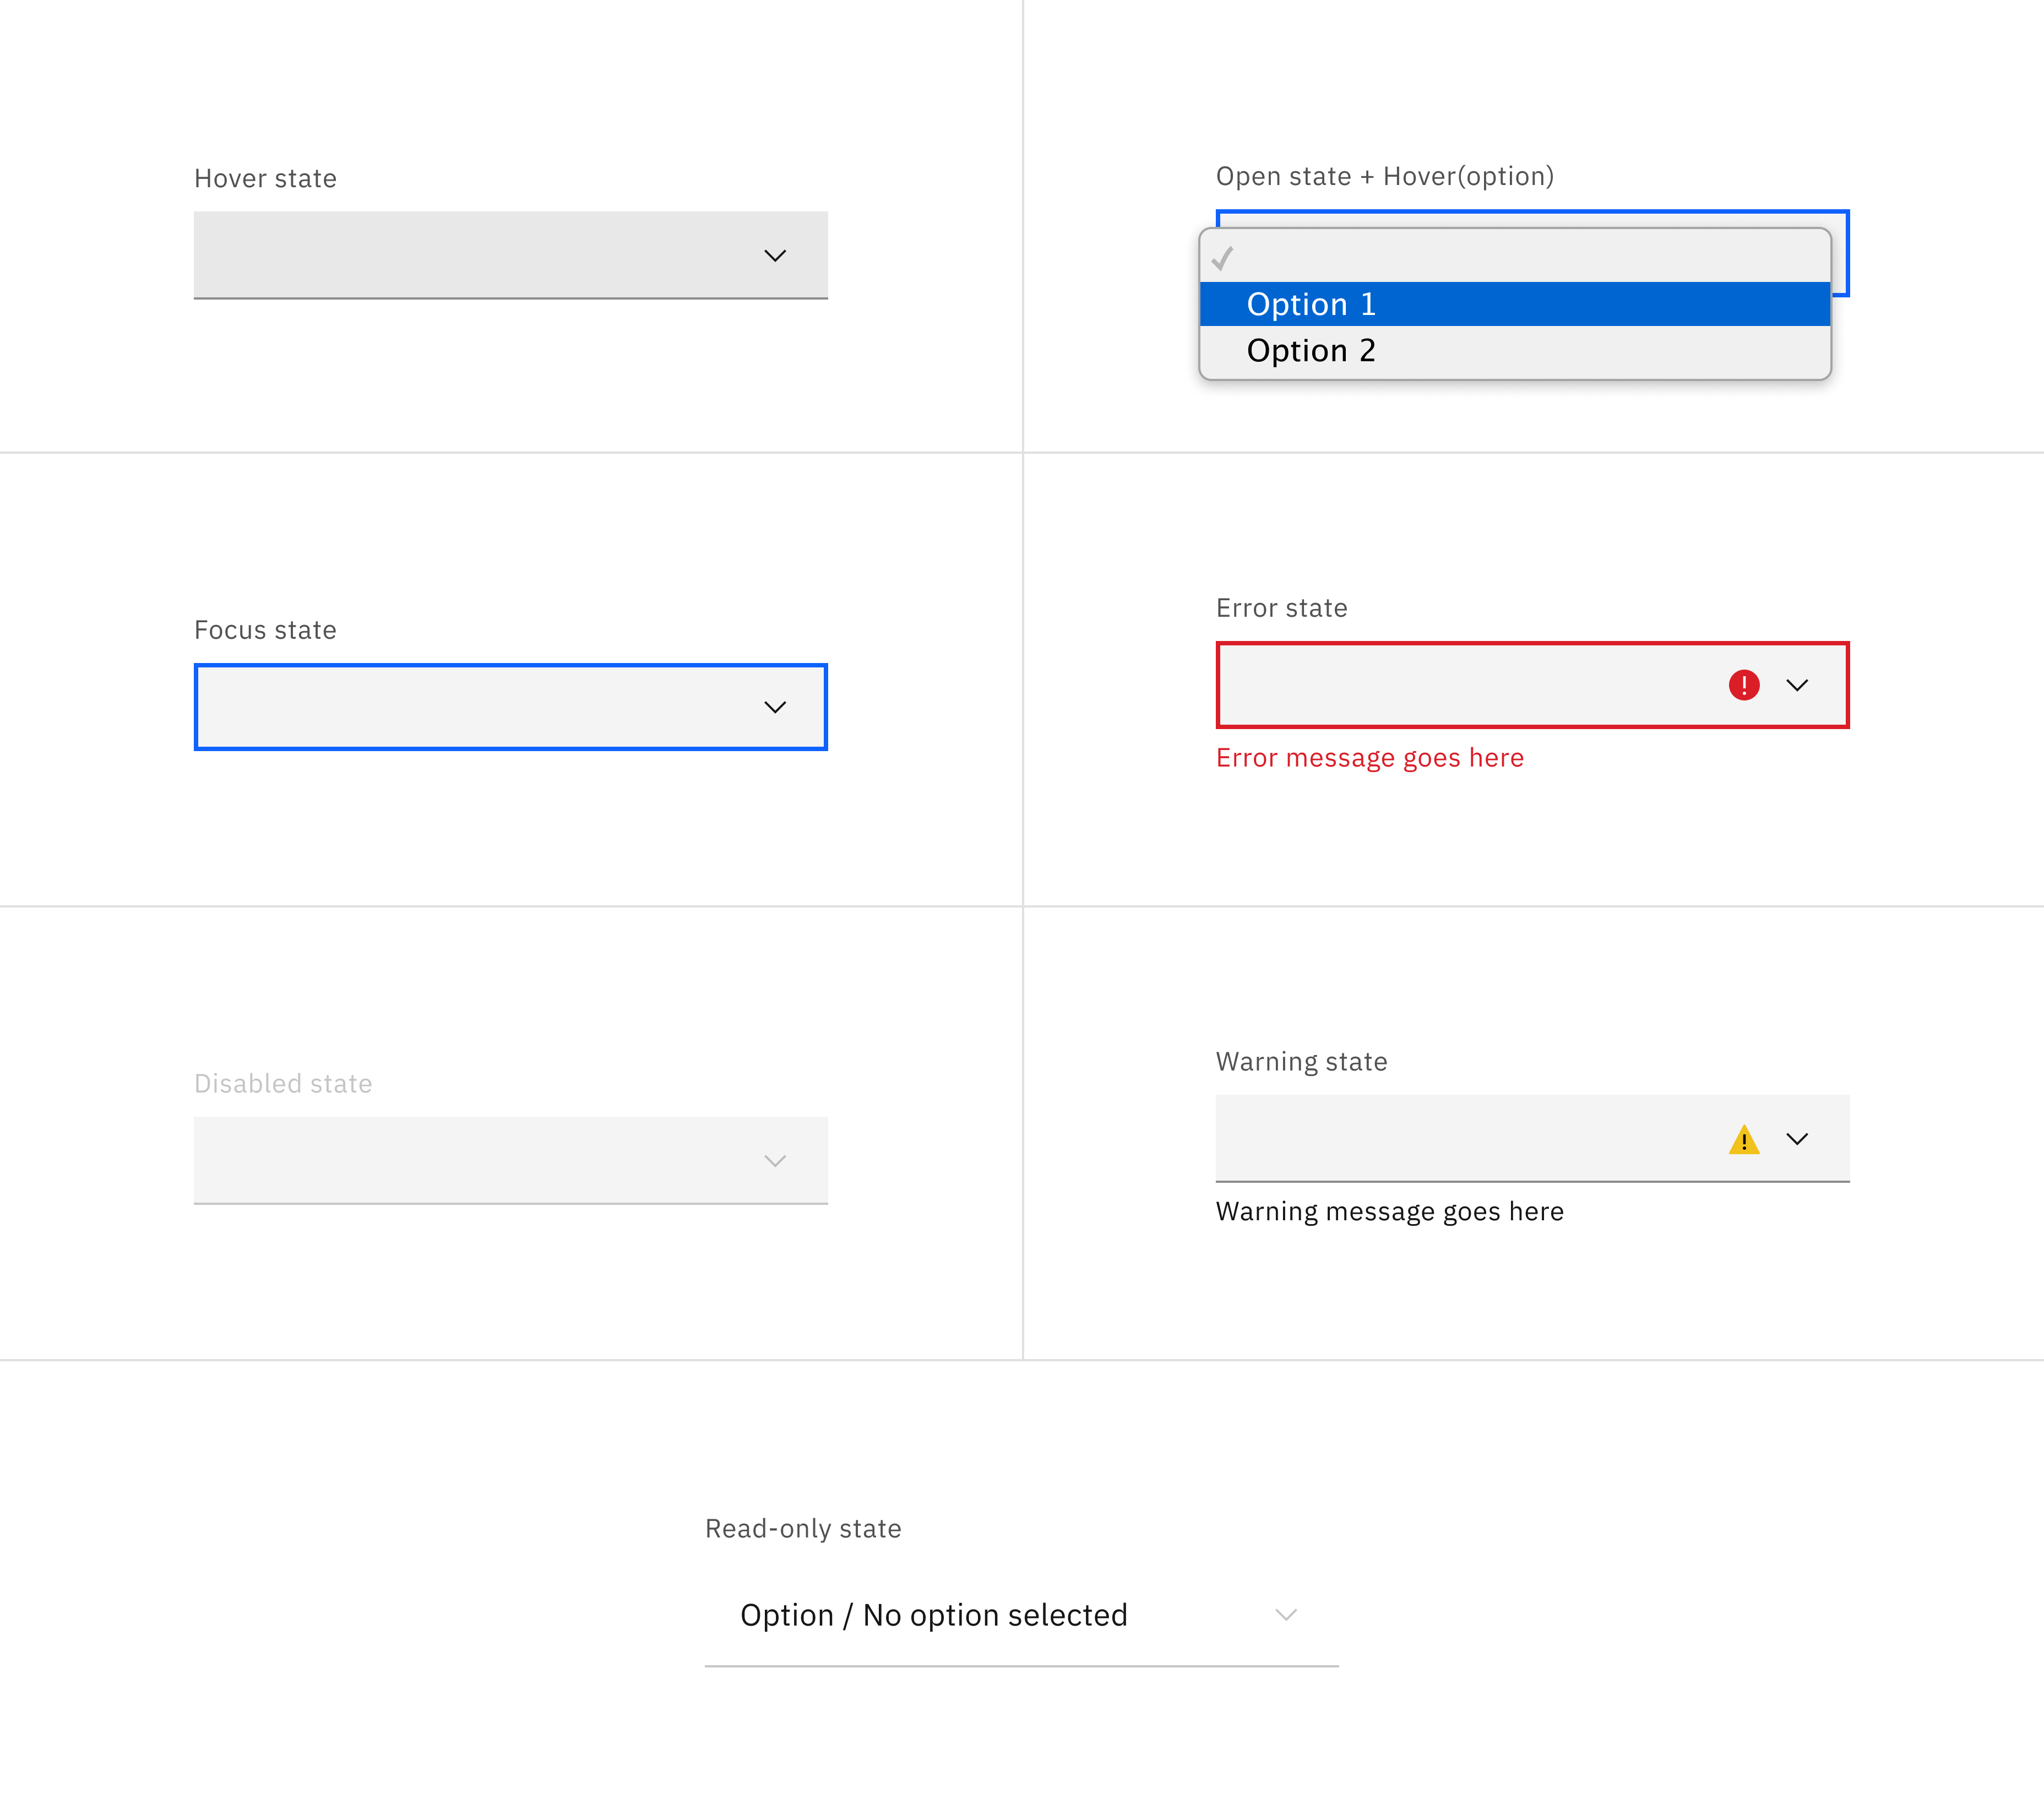 Hover state
Open state + Hover(option)
Option 1
Option 2
Focus state
Error state
Error message goes here
Disabled state
Warning state
Warning message goes here
Read-only state
Option / No option selected